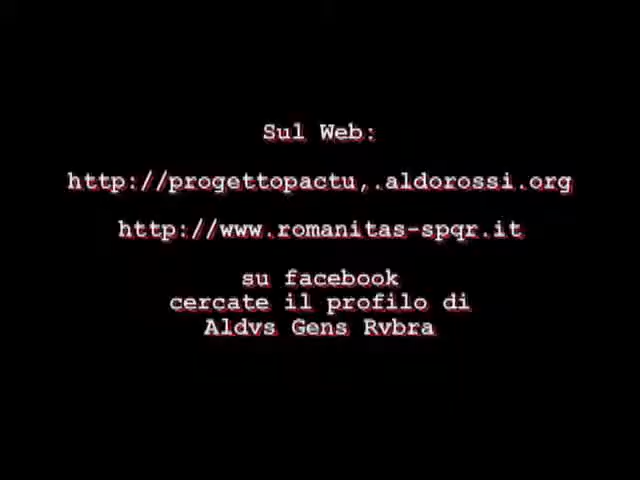 Sul Web:
http://progettopactu,.aldorossi.org
http://www.romanitas-spqr.it
su facebook
cercate il profilo di
Aldvs Gens Rvbra